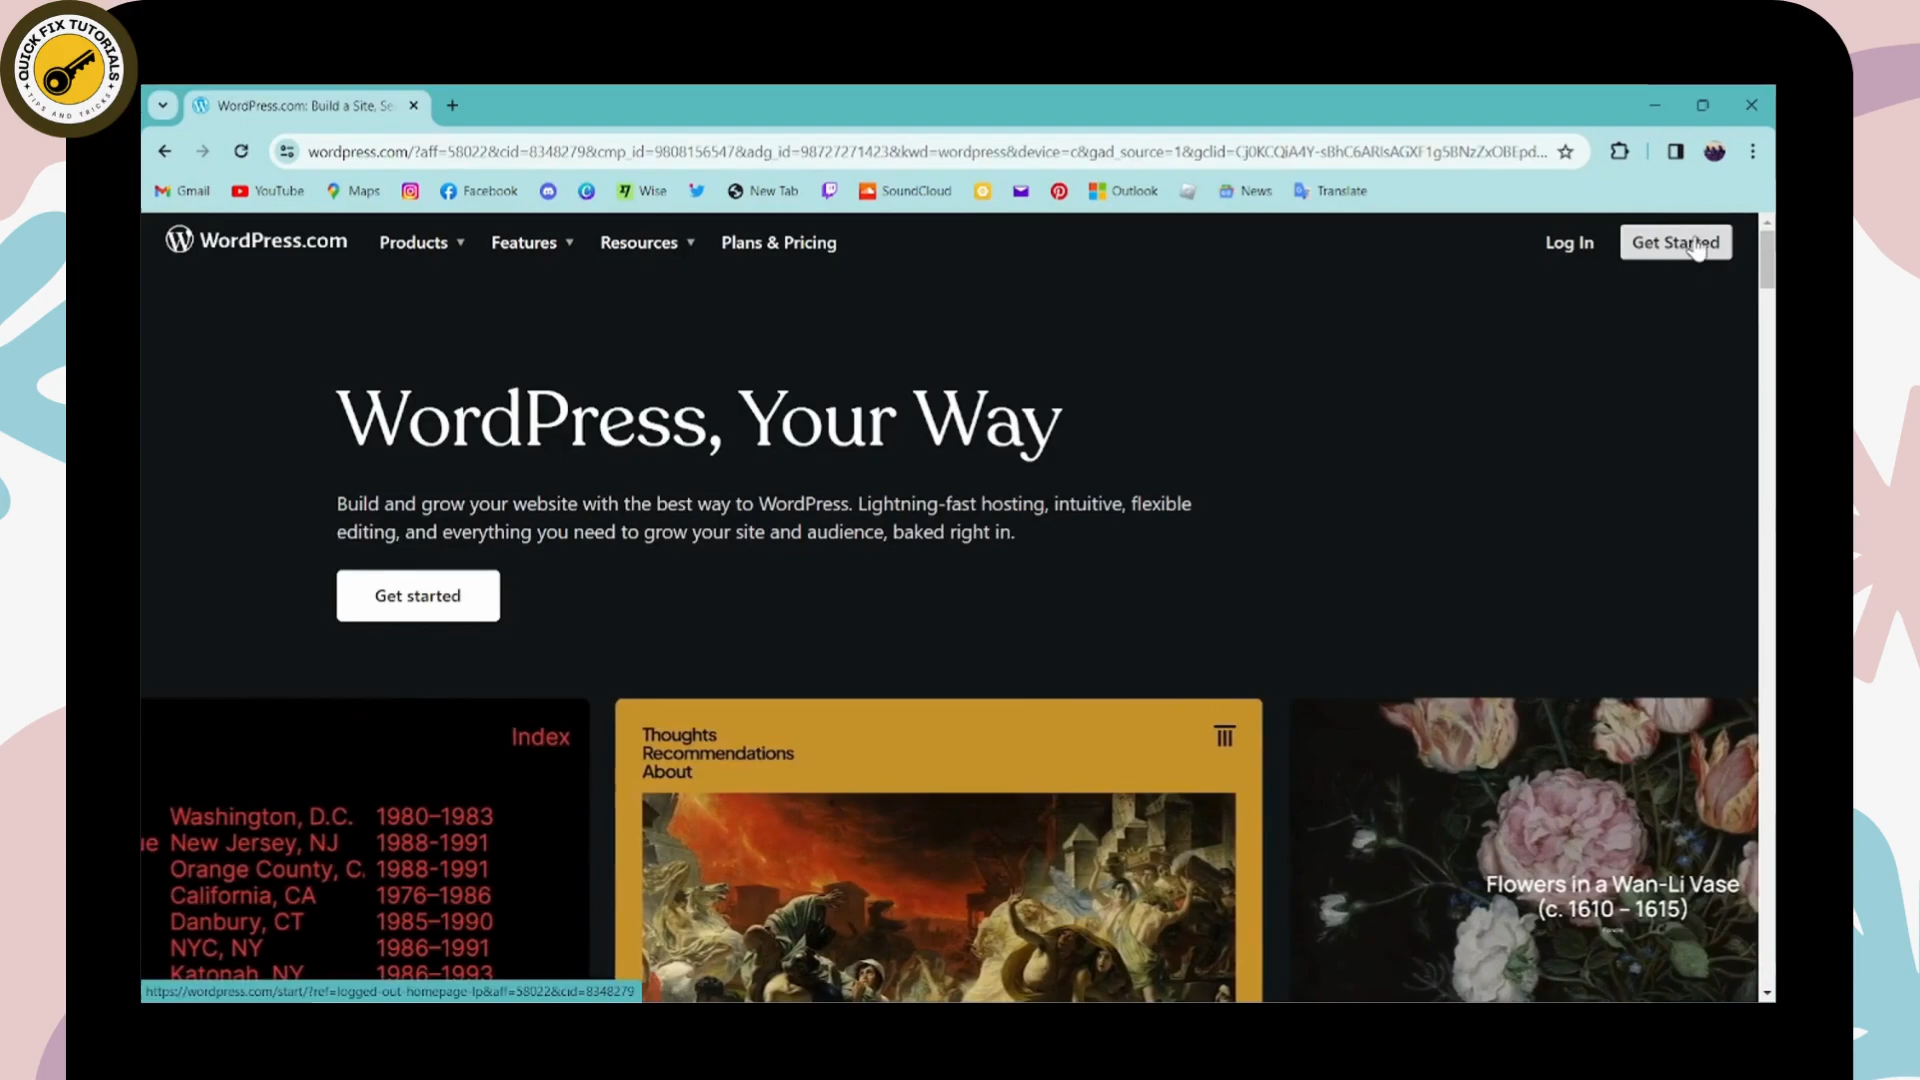 QUICK FIX TUTORIALS
TIPS AND TRICKS
WordPress.com: Build a Site, Se
wordpress.com/?aff=58022&cid=8348279&cmp_id=9808156547&adg_id=98727271423&kwd=wordpress&device=c&gad_source=1&gclid=
Gmail YouTube Maps Facebook Wise New Tab SoundCloud Outlook News Translate
WordPress.com Products Features Resources Plans & Pricing Log In Get Started
WordPress, Your Way
Build and grow your website with the best way to WordPress. Lightning-fast hosting, intuitive, flexible
editing, and everything you need to grow your site and audience, baked right in.
Get started
Index
Washington, D.C. 1980–1983
ue New Jersey, NJ 1988-1991
Orange County, C. 1988-1991
California, CA 1976–1986
Danbury, CT 1985–1990
NYC, NY 1986–1991
Katonah, NY 1986–1993
Thoughts
Recommendations
About
Flowers in a Wan-Li Vase
(c. 1610 – 1615)
https://wordpress.com/start/?ref=logged-out-homepage-lp&aff=58022&cid=8348279